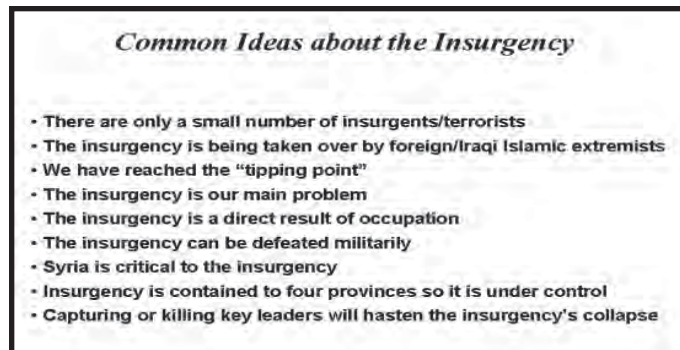 Common Ideas about the Insurgency
• There are only a small number of insurgents/terrorists
• The insurgency is being taken over by foreign/Iraqi Islamic extremists
• We have reached the “tipping point”
• The insurgency is our main problem
• The insurgency is a direct result of occupation
• The insurgency can be defeated militarily
• Syria is critical to the insurgency
• Insurgency is contained to four provinces so it is under control
• Capturing or killing key leaders will hasten the insurgency's collapse